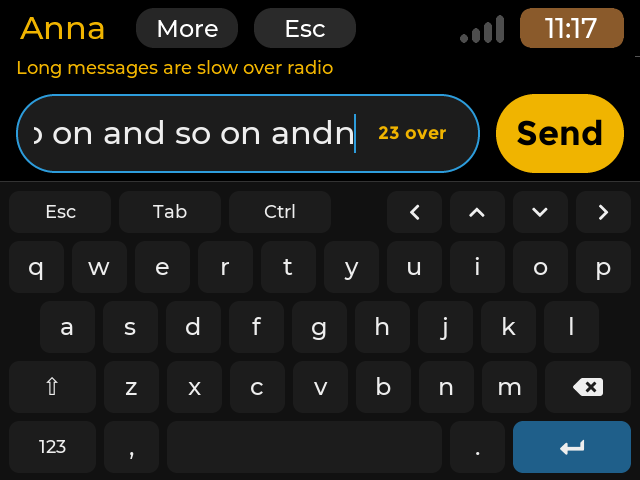 Anna More Esc 11:17
Long messages are slow over radio
on and so on andn 23 over Send
Esc Tab Ctrl
q w e r t y u i o p
a s d f g h j k l
z x c v b n m
123 , .